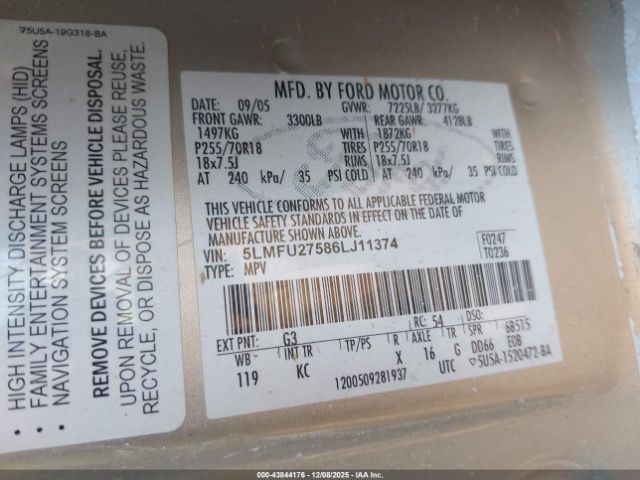 75U5A-19G318-BA
• HIGH INTENSITY DISCHARGE LAMPS (HID)
• FAMILY ENTERTAINMENT SYSTEMS SCREENS
• NAVIGATION SYSTEM SCREENS
REMOVE DEVICES BEFORE VEHICLE DISPOSAL.
UPON REMOVAL OF DEVICES PLEASE REUSE,
RECYCLE, OR DISPOSE AS HAZARDOUS WASTE.
MFD. BY FORD MOTOR CO.
DATE: 09/05 GVWR: 7225LB/ 3277KG
FRONT GAWR: 3300LB REAR GAWR: 4128LB
1497KG WITH 1872KG WITH
P255/70R18 TIRES P255/70R18 TIRES
18x7.5J RIMS 18x7.5J RIMS
AT 240 kPa/ 35 PSI COLD AT 240 kPa/ 35 PSI COLD
THIS VEHICLE CONFORMS TO ALL APPLICABLE FEDERAL MOTOR
VEHICLE SAFETY STANDARDS IN EFFECT ON THE DATE OF
MANUFACTURE SHOWN ABOVE.
VIN: 5LMFU27586LJ11374 F0247
TYPE: MPV T0236
EXT PNT: G3 RC: 54 DSO:
WB INT TR TP/PS R AXLE TR SPR 6B515
119 KC X 16 G DD66 EOB
1200509281937 UTC 5U5A-1520472-BA
000-43844176 • 12/08/2025 • IAA Inc.